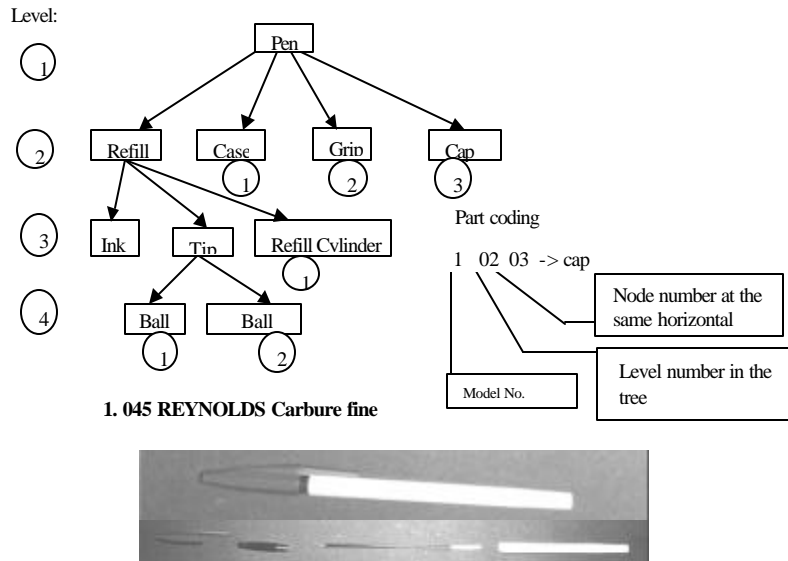 Level:
Pen
1
2
Refill
Case
Grip
Cap
1
2
3
3
Ink
Tip
Refill Cylinder
1
4
Ball
Ball
1
2
Part coding
1 02 03 -> cap
Node number at the
same horizontal
Level number in the
tree
Model No.
1. 045 REYNOLDS Carbure fine